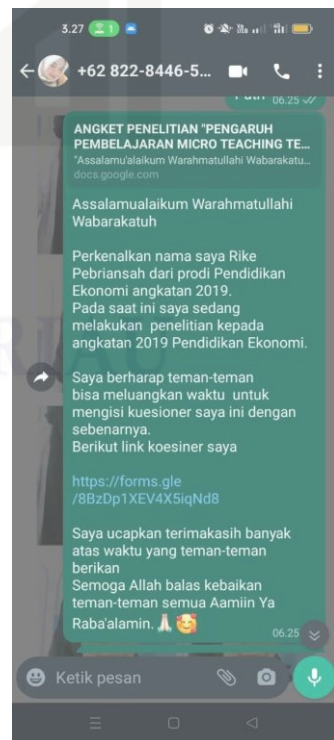 3.27 1
+62 822-8446-5...
Putri 06.25
ANGKET PENELITIAN "PENGARUH
PEMBELAJARAN MICRO TEACHING TE...
"Assalamu'alaikum Warahmatullahi Wabarakatu...
docs.google.com
Assalamualaikum Warahmatullahi
Wabarakatuh
Perkenalkan nama saya Rike
Pebriansah dari prodi Pendidikan
Ekonomi angkatan 2019.
Pada saat ini saya sedang
melakukan penelitian kepada
angkatan 2019 Pendidikan Ekonomi.
Saya berharap teman-teman
bisa meluangkan waktu untuk
mengisi kuesioner saya ini dengan
sebenarnya.
Berikut link koesiner saya
https://forms.gle
/8BzDp1XEV4X5iqNd8
Saya ucapkan terimakasih banyak
atas waktu yang teman-teman
berikan
Semoga Allah balas kebaikan
teman-teman semua Aamiin Ya
Raba'alamin.
06.25
Ketik pesan
RIAU